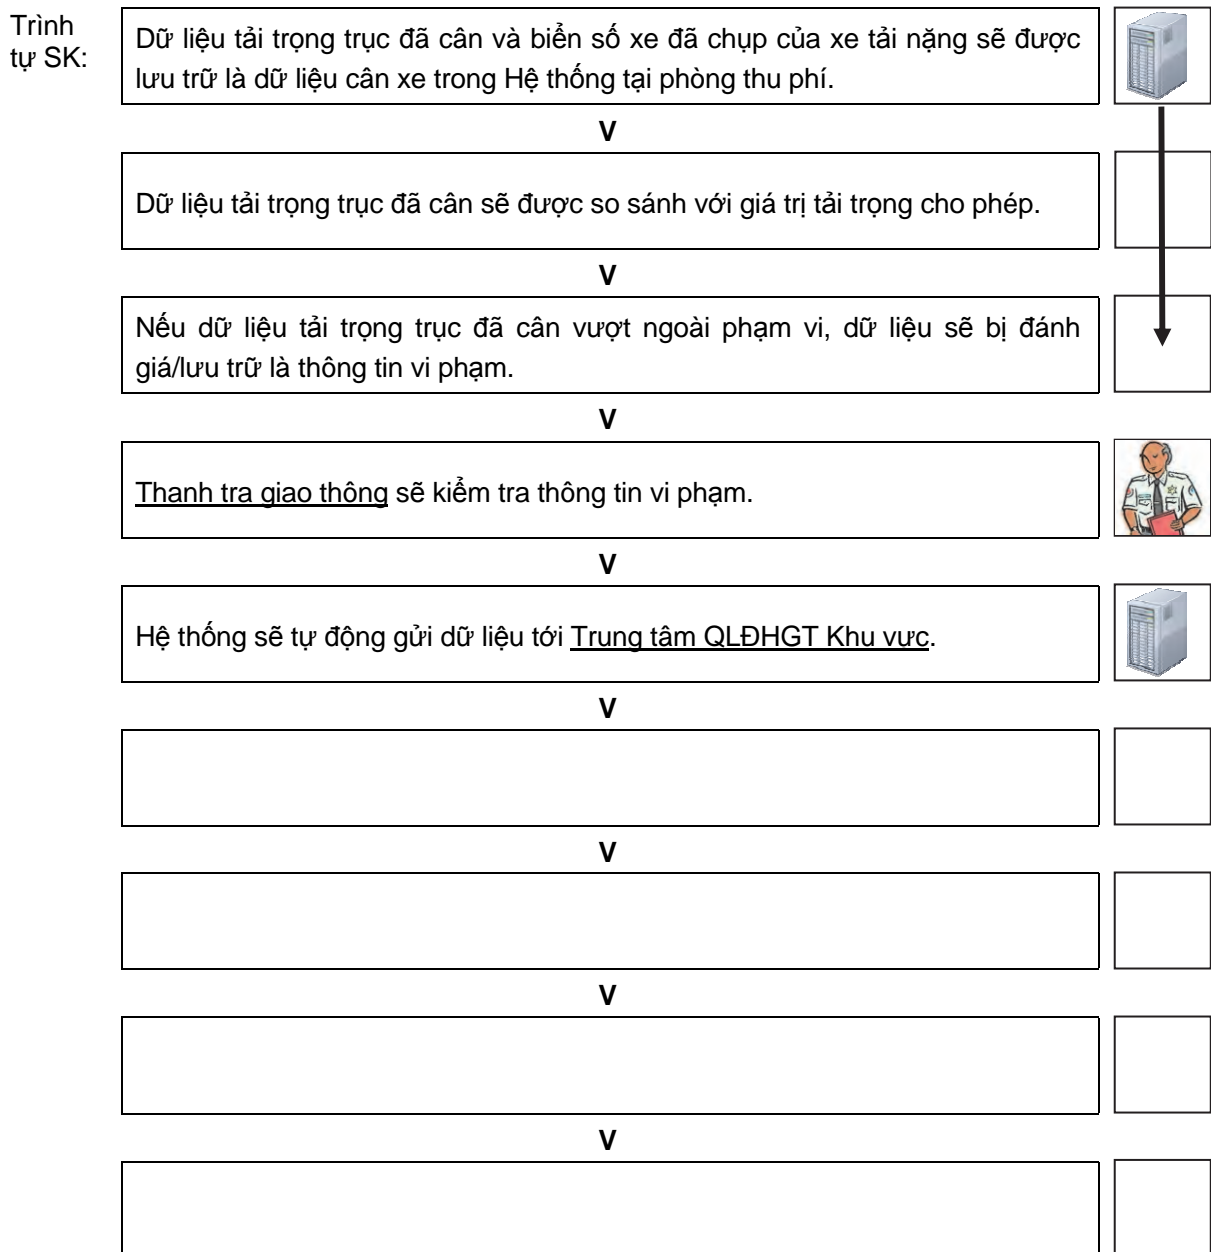 Trình
tự SK:
Dữ liệu tải trọng trục đã cân và biển số xe đã chụp của xe tải nặng sẽ được
lưu trữ là dữ liệu cân xe trong Hệ thống tại phòng thu phí.
V
Dữ liệu tải trọng trục đã cân sẽ được so sánh với giá trị tải trọng cho phép.
V
Nếu dữ liệu tải trọng trục đã cân vượt ngoài phạm vi, dữ liệu sẽ bị đánh
giá/lưu trữ là thông tin vi phạm.
V
Thanh tra giao thông sẽ kiểm tra thông tin vi phạm.
V
Hệ thống sẽ tự động gửi dữ liệu tới Trung tâm QLĐHGT Khu vực.
V
V
V
V